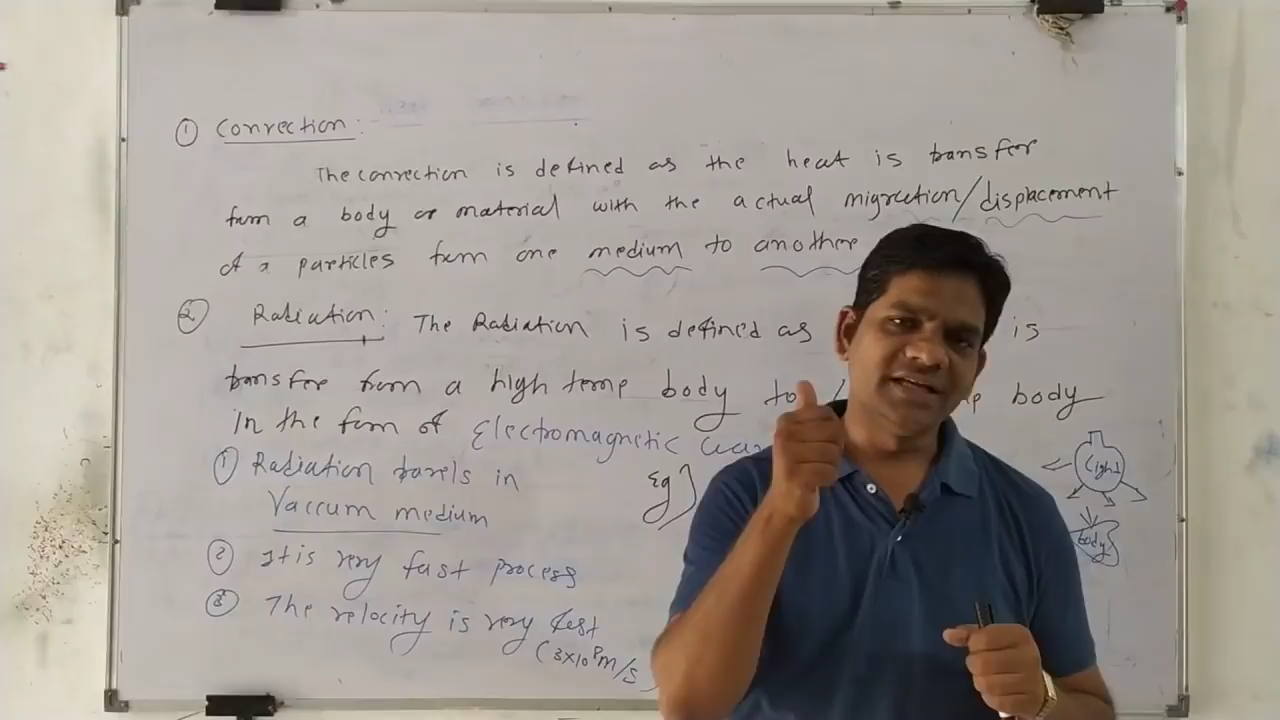 ① Convection:
The convection is defined as the heat is transfer
from a body or material with the actual migration/displacement
of a particles from one medium to another
② Radiation: The Radiation is defined as is
transfer from a high temp body to body
in the form of Electromagnetic
① Radiation travels in
Vaccum medium
Eg)
Light
body
② It is very fast process
③ The velocity is very fast
(3x10⁸m/s